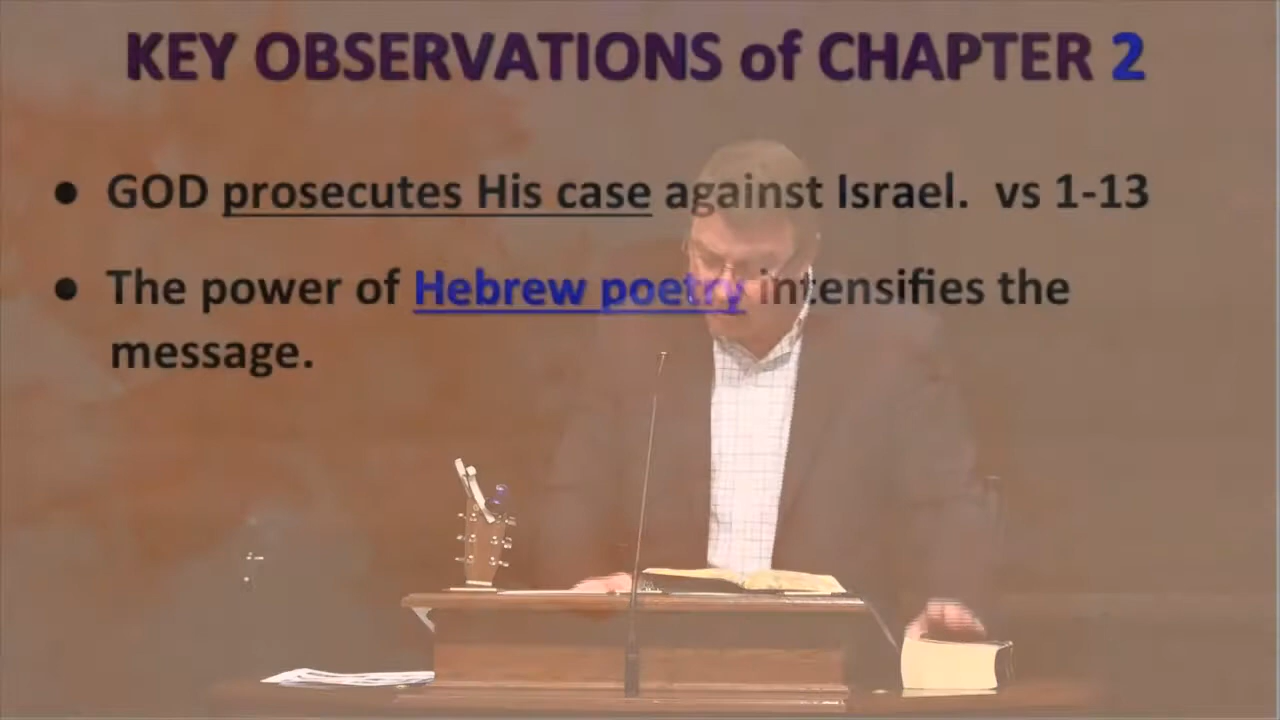 KEY OBSERVATIONS of CHAPTER 2
● GOD prosecutes His case against Israel. vs 1-13
● The power of Hebrew poetry intensifies the
message.